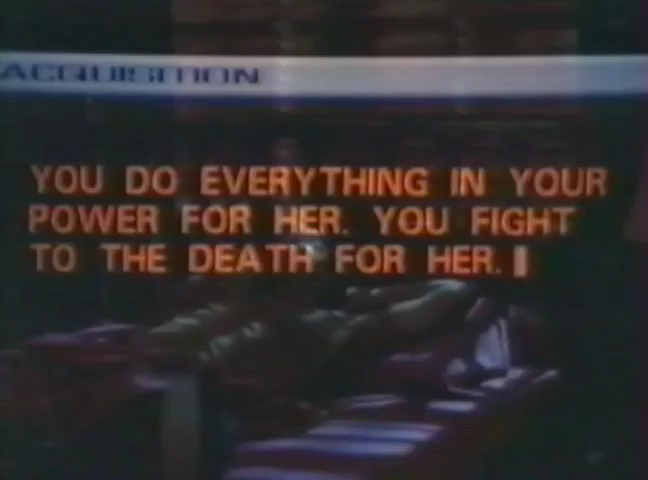 ACQUISITION
YOU DO EVERYTHING IN YOUR
POWER FOR HER. YOU FIGHT
TO THE DEATH FOR HER.